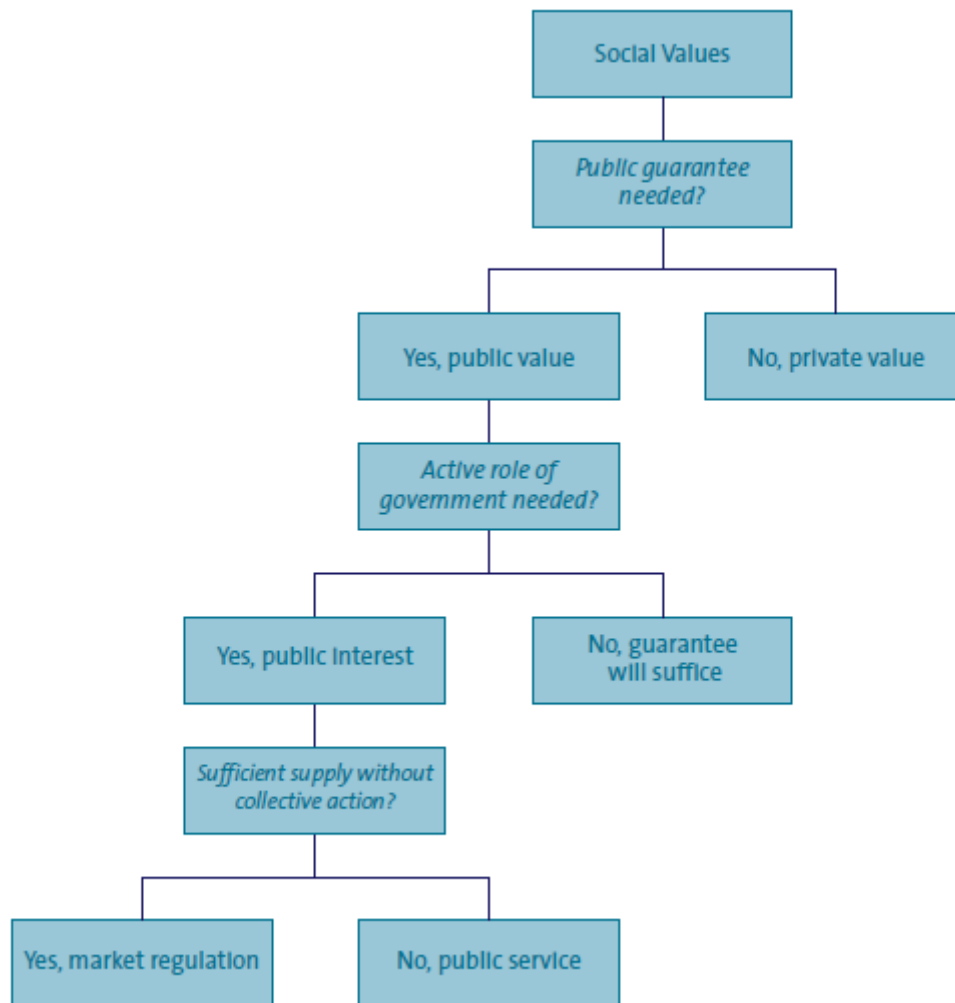 Social Values
Public guarantee
needed?
Yes, public value
No, private value
Active role of
government needed?
Yes, public interest
No, guarantee
will suffice
Sufficient supply without
collective action?
Yes, market regulation
No, public service